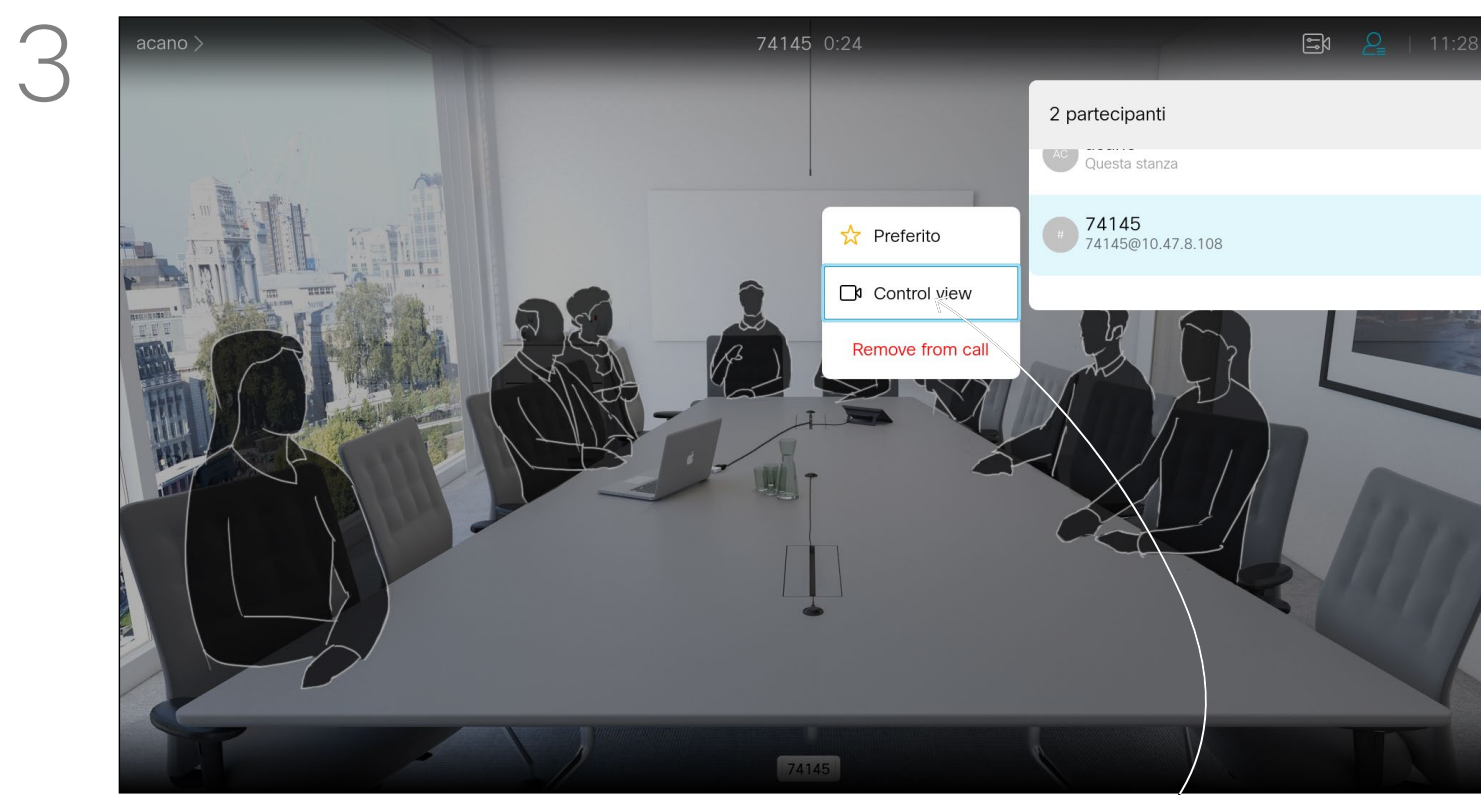 3
acano
74145 0:24
11:28
2 partecipanti
AC
Questa stanza
#
74145
74145@10.47.8.108
Preferito
Control view
Remove from call
74145